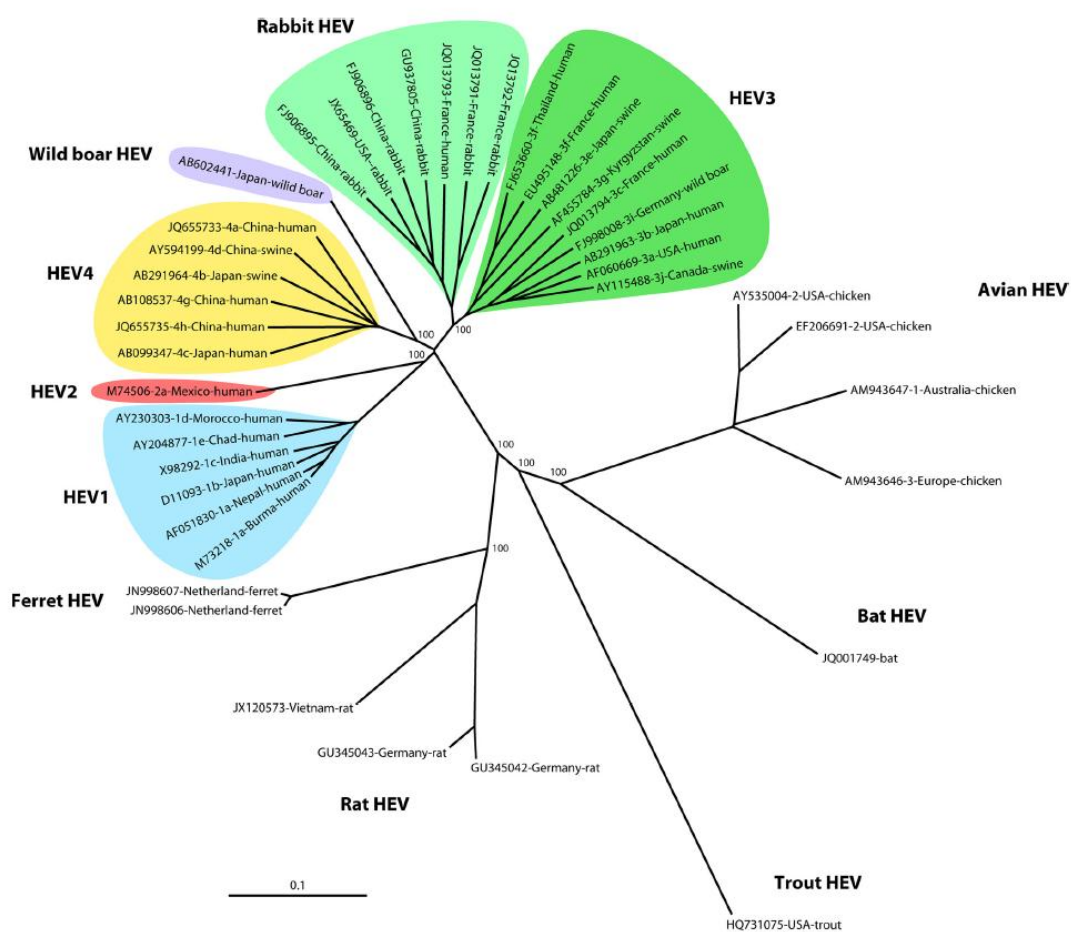 Rabbit HEV
FJ906895-China-rabbit
JX65469-USA--rabbit
FJ906896-China-rabbit
GU937805-China-rabbit
JQ013793-France-human
JQ013791-France-rabbit
JQ13792-France-rabbit
HEV3
FJ653660-3f-Thailand-human
EU495148-3f-France-human
AB481226-3e-Japan-swine
AF455784-3g-Kyrgyzstan-swine
JQ013794-3c-France-human
FJ998008-3i-Germany-wild boar
AB291963-3b-Japan-human
AF060669-3a-USA-human
AY115488-3j-Canada-swine
Wild boar HEV
AB602441-Japan-wilid boar
HEV4
JQ655733-4a-China-human
AY594199-4d-China-swine
AB291964-4b-Japan-swine
AB108537-4g-China-human
JQ655735-4h-China-human
AB099347-4c-Japan-human
HEV2
M74506-2a-Mexico-human
HEV1
AY230303-1d-Morocco-human
AY204877-1e-Chad-human
X98292-1c-India-human
D11093-1b-Japan-human
AF051830-1a-Nepal-human
M73218-1a-Burma-human
100
100
100
100
100
100
100
Avian HEV
AY535004-2-USA-chicken
EF206691-2-USA-chicken
AM943647-1-Australia-chicken
AM943646-3-Europe-chicken
Ferret HEV
JN998607-Netherland-ferret
JN998606-Netherland-ferret
Bat HEV
JQ001749-bat
JX120573-Vietnam-rat
GU345043-Germany-rat
GU345042-Germany-rat
Rat HEV
Trout HEV
HQ731075-USA-trout
0.1